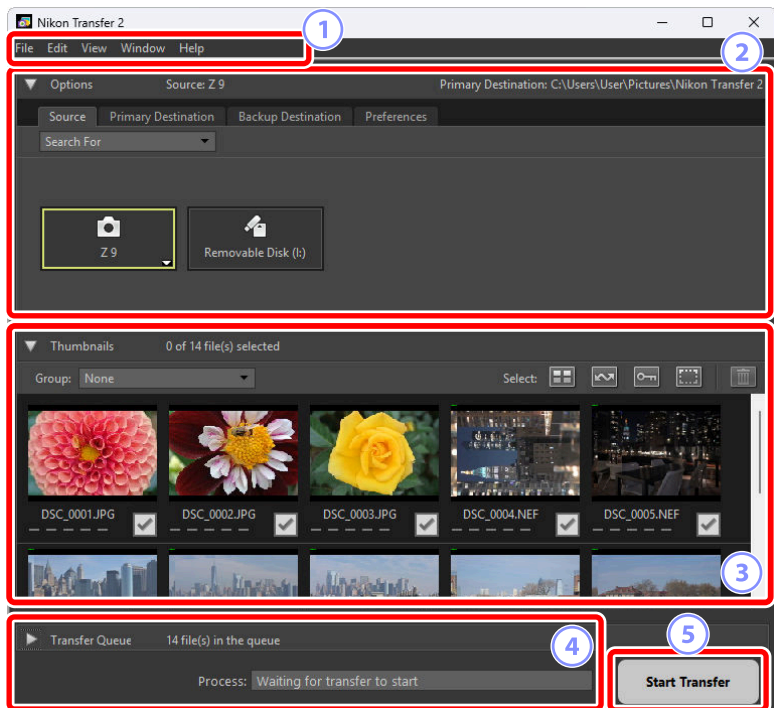 Nikon Transfer 2
1
File Edit View Window Help
2
Options Source: Z 9 Primary Destination: C:\Users\User\Pictures\Nikon Transfer 2
Source Primary Destination Backup Destination Preferences
Search For
Z 9 Removable Disk (I:)
Thumbnails 0 of 14 file(s) selected
Group: None Select:
DSC_0001.JPG DSC_0002.JPG DSC_0003.JPG DSC_0004.NEF DSC_0005.NEF
3
Transfer Queue 14 file(s) in the queue
4
5
Process: Waiting for transfer to start
Start Transfer